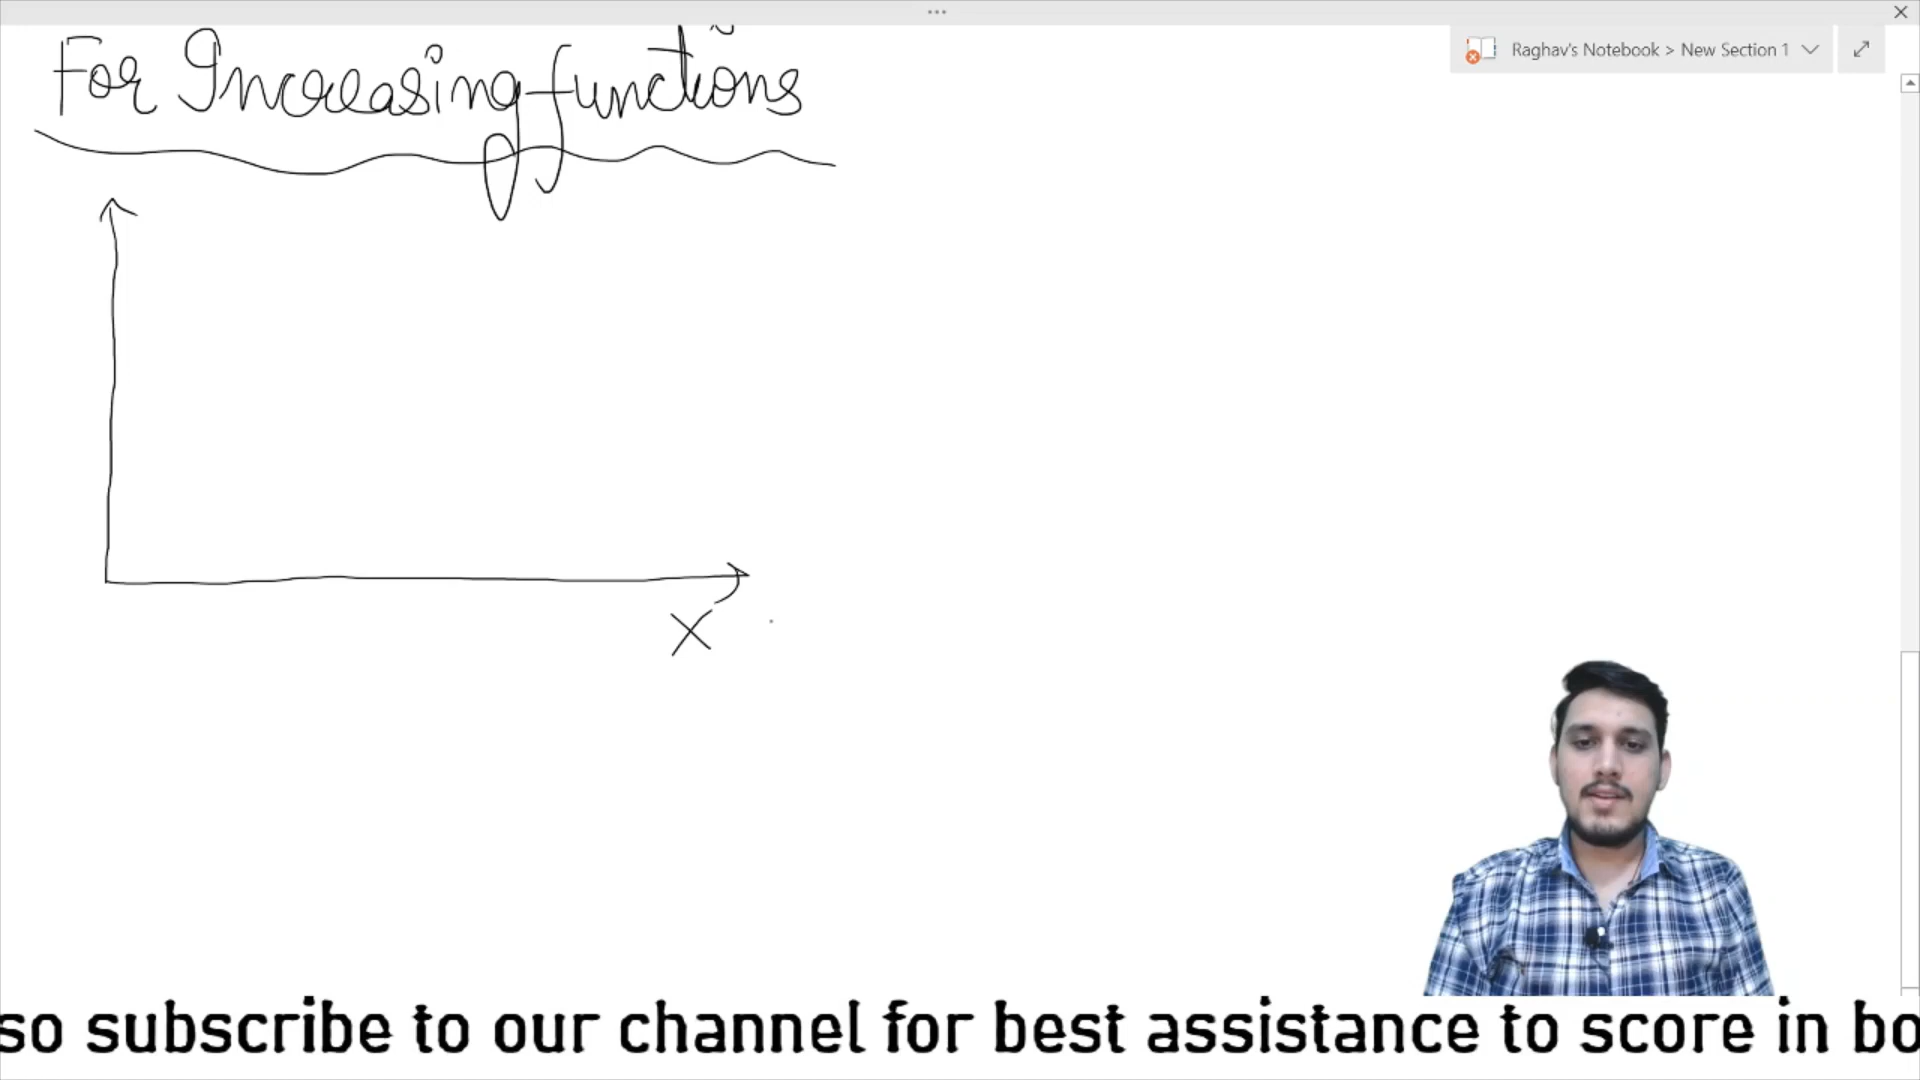 ...
Raghav's Notebook > New Section 1
For Increasing functions
X
so subscribe to our channel for best assistance to score in bo